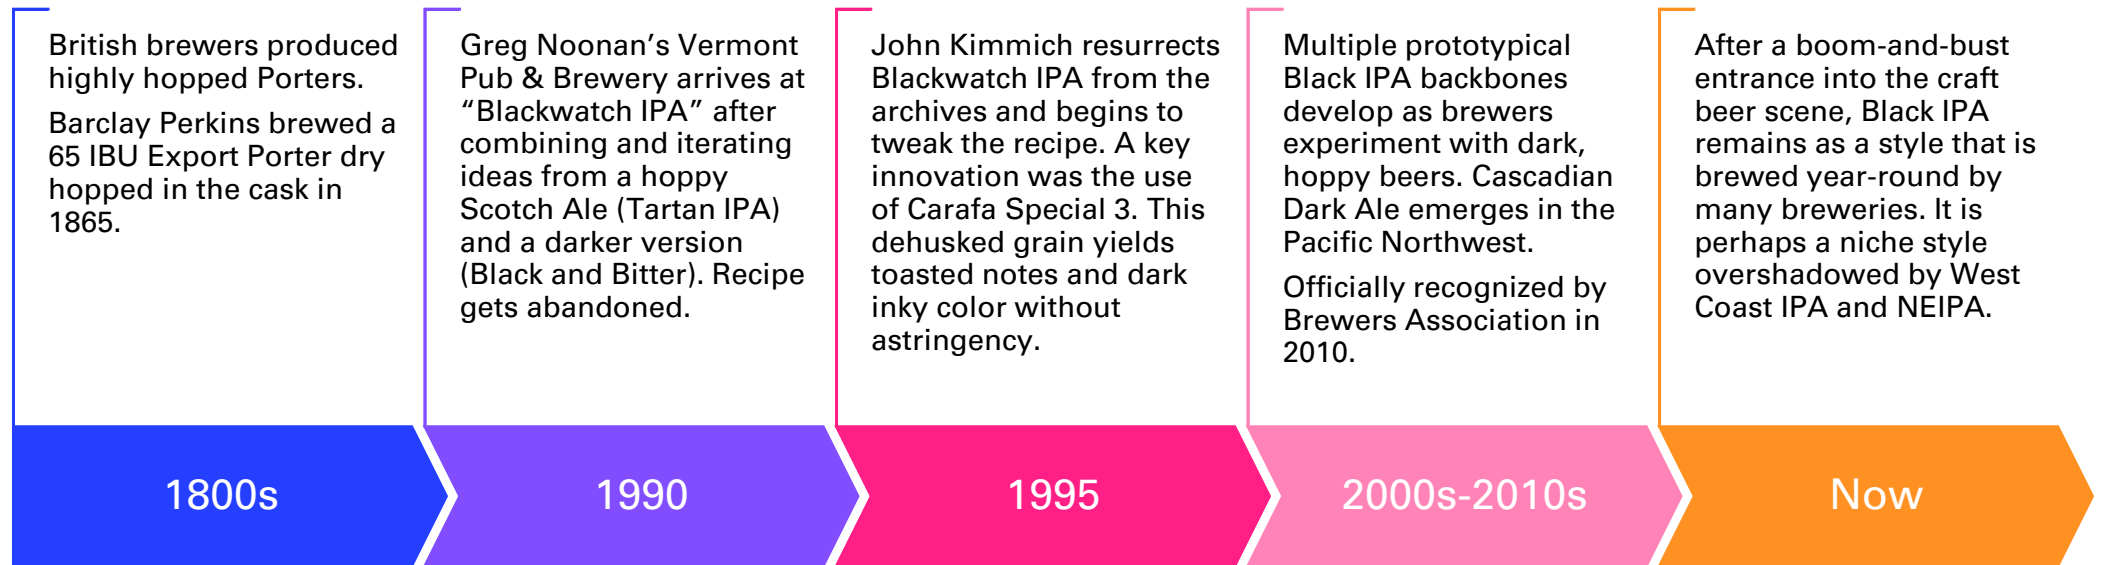 British brewers produced
highly hopped Porters.
Barclay Perkins brewed a
65 IBU Export Porter dry
hopped in the cask in
1865.
Greg Noonan’s Vermont
Pub & Brewery arrives at
“Blackwatch IPA” after
combining and iterating
ideas from a hoppy
Scotch Ale (Tartan IPA)
and a darker version
(Black and Bitter). Recipe
gets abandoned.
John Kimmich resurrects
Blackwatch IPA from the
archives and begins to
tweak the recipe. A key
innovation was the use
of Carafa Special 3. This
dehusked grain yields
toasted notes and dark
inky color without
astringency.
Multiple prototypical
Black IPA backbones
develop as brewers
experiment with dark,
hoppy beers. Cascadian
Dark Ale emerges in the
Pacific Northwest.
Officially recognized by
Brewers Association in
2010.
After a boom-and-bust
entrance into the craft
beer scene, Black IPA
remains as a style that is
brewed year-round by
many breweries. It is
perhaps a niche style
overshadowed by West
Coast IPA and NEIPA.
1800s
1990
1995
2000s-2010s
Now